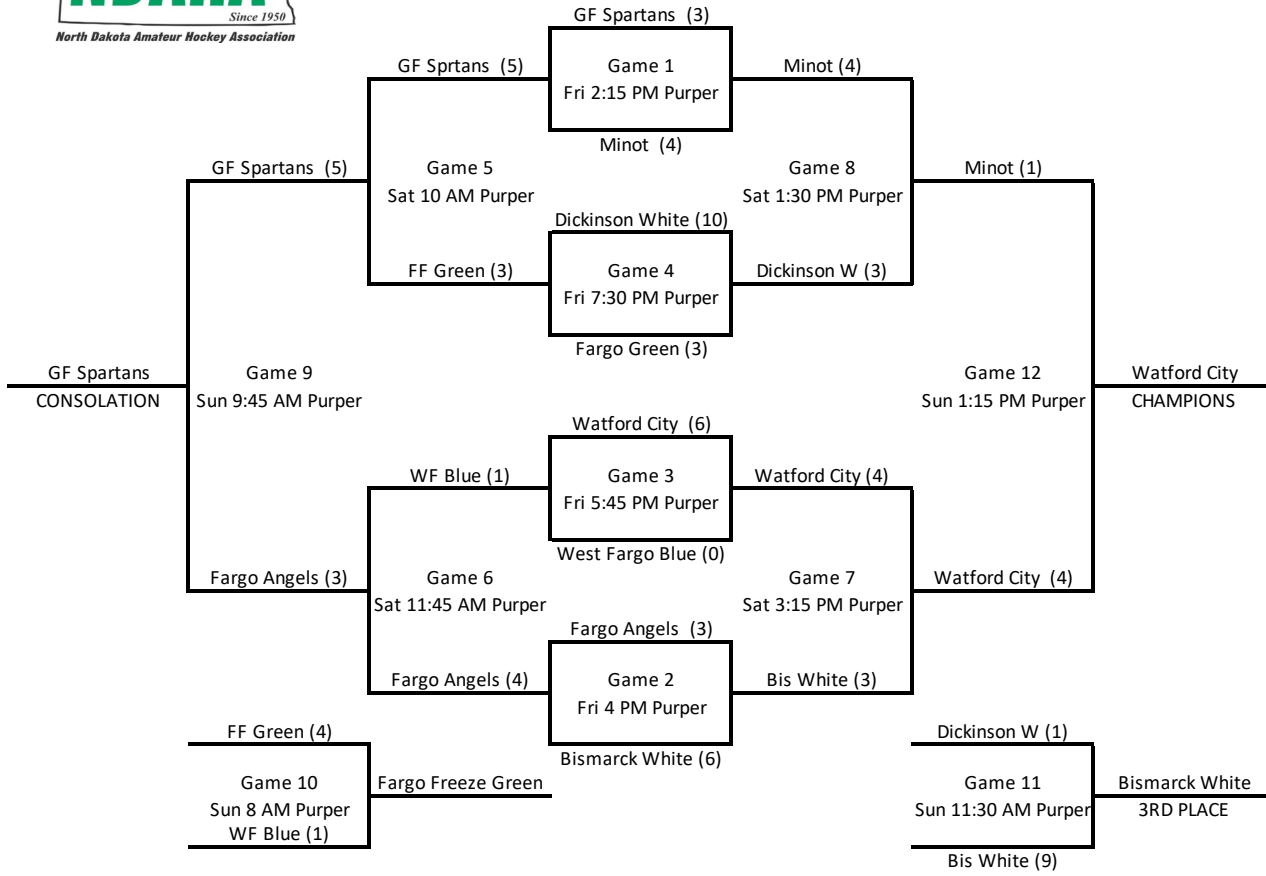 NDAHA
Since 1950
North Dakota Amateur Hockey Association
GF Spartans (3)
GF Sprtans (5)
Game 1
Minot (4)
Fri 2:15 PM Purper
Minot (4)
GF Spartans (5)
Game 5
Game 8
Minot (1)
Sat 10 AM Purper
Sat 1:30 PM Purper
Dickinson White (10)
FF Green (3)
Game 4
Dickinson W (3)
Fri 7:30 PM Purper
Fargo Green (3)
GF Spartans
Game 9
Game 12
Watford City
CONSOLATION
Sun 9:45 AM Purper
Sun 1:15 PM Purper
CHAMPIONS
Watford City (6)
WF Blue (1)
Game 3
Watford City (4)
Fri 5:45 PM Purper
West Fargo Blue (0)
Fargo Angels (3)
Game 6
Game 7
Watford City (4)
Sat 11:45 AM Purper
Sat 3:15 PM Purper
Fargo Angels (3)
Fargo Angels (4)
Game 2
Bis White (3)
Fri 4 PM Purper
FF Green (4)
Dickinson W (1)
Bismarck White (6)
Game 10
Fargo Freeze Green
Game 11
Bismarck White
Sun 8 AM Purper
Sun 11:30 AM Purper
3RD PLACE
WF Blue (1)
Bis White (9)